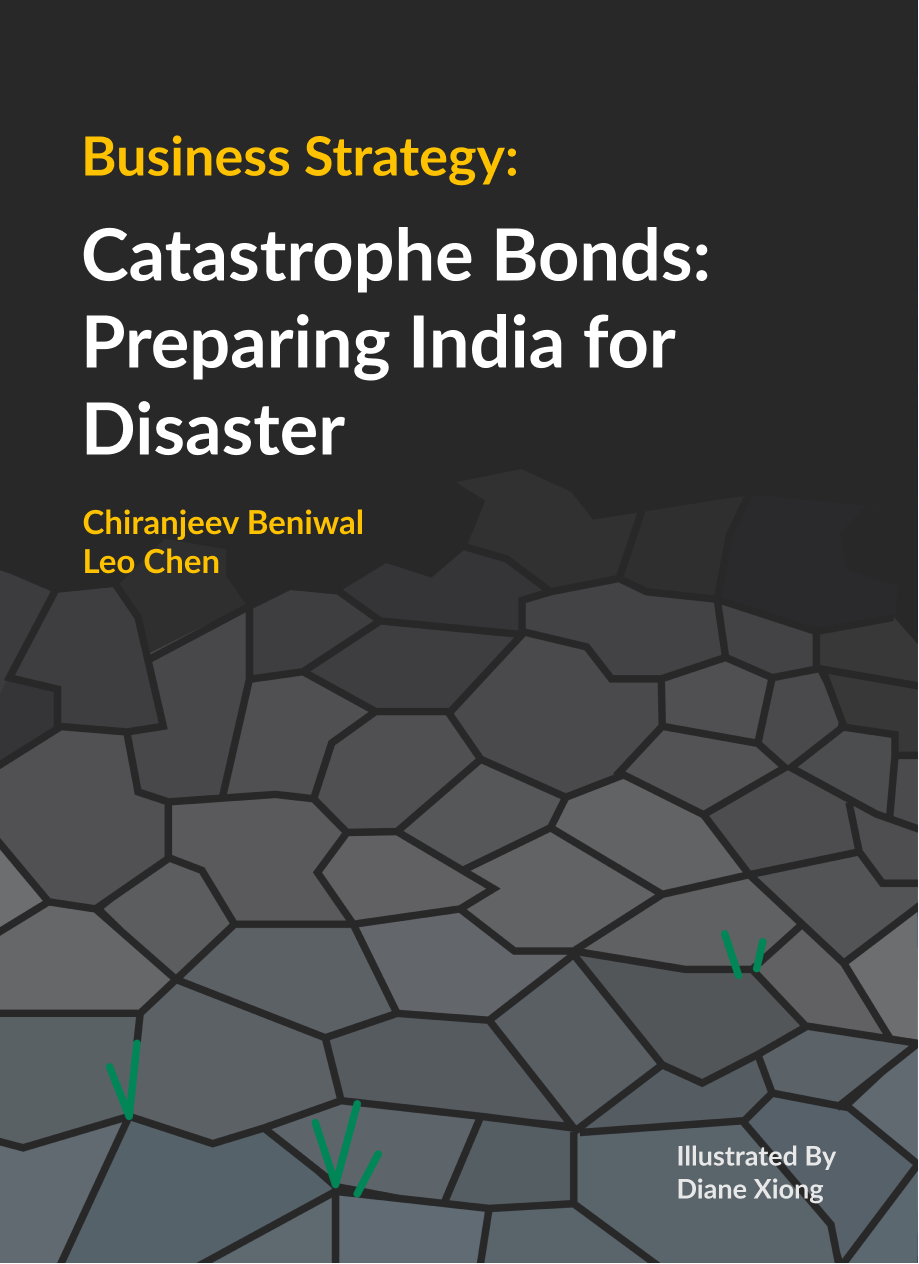 Business Strategy:
Catastrophe Bonds:
Preparing India for
Disaster
Chiranjeev Beniwal
Leo Chen
Illustrated By
Diane Xiong